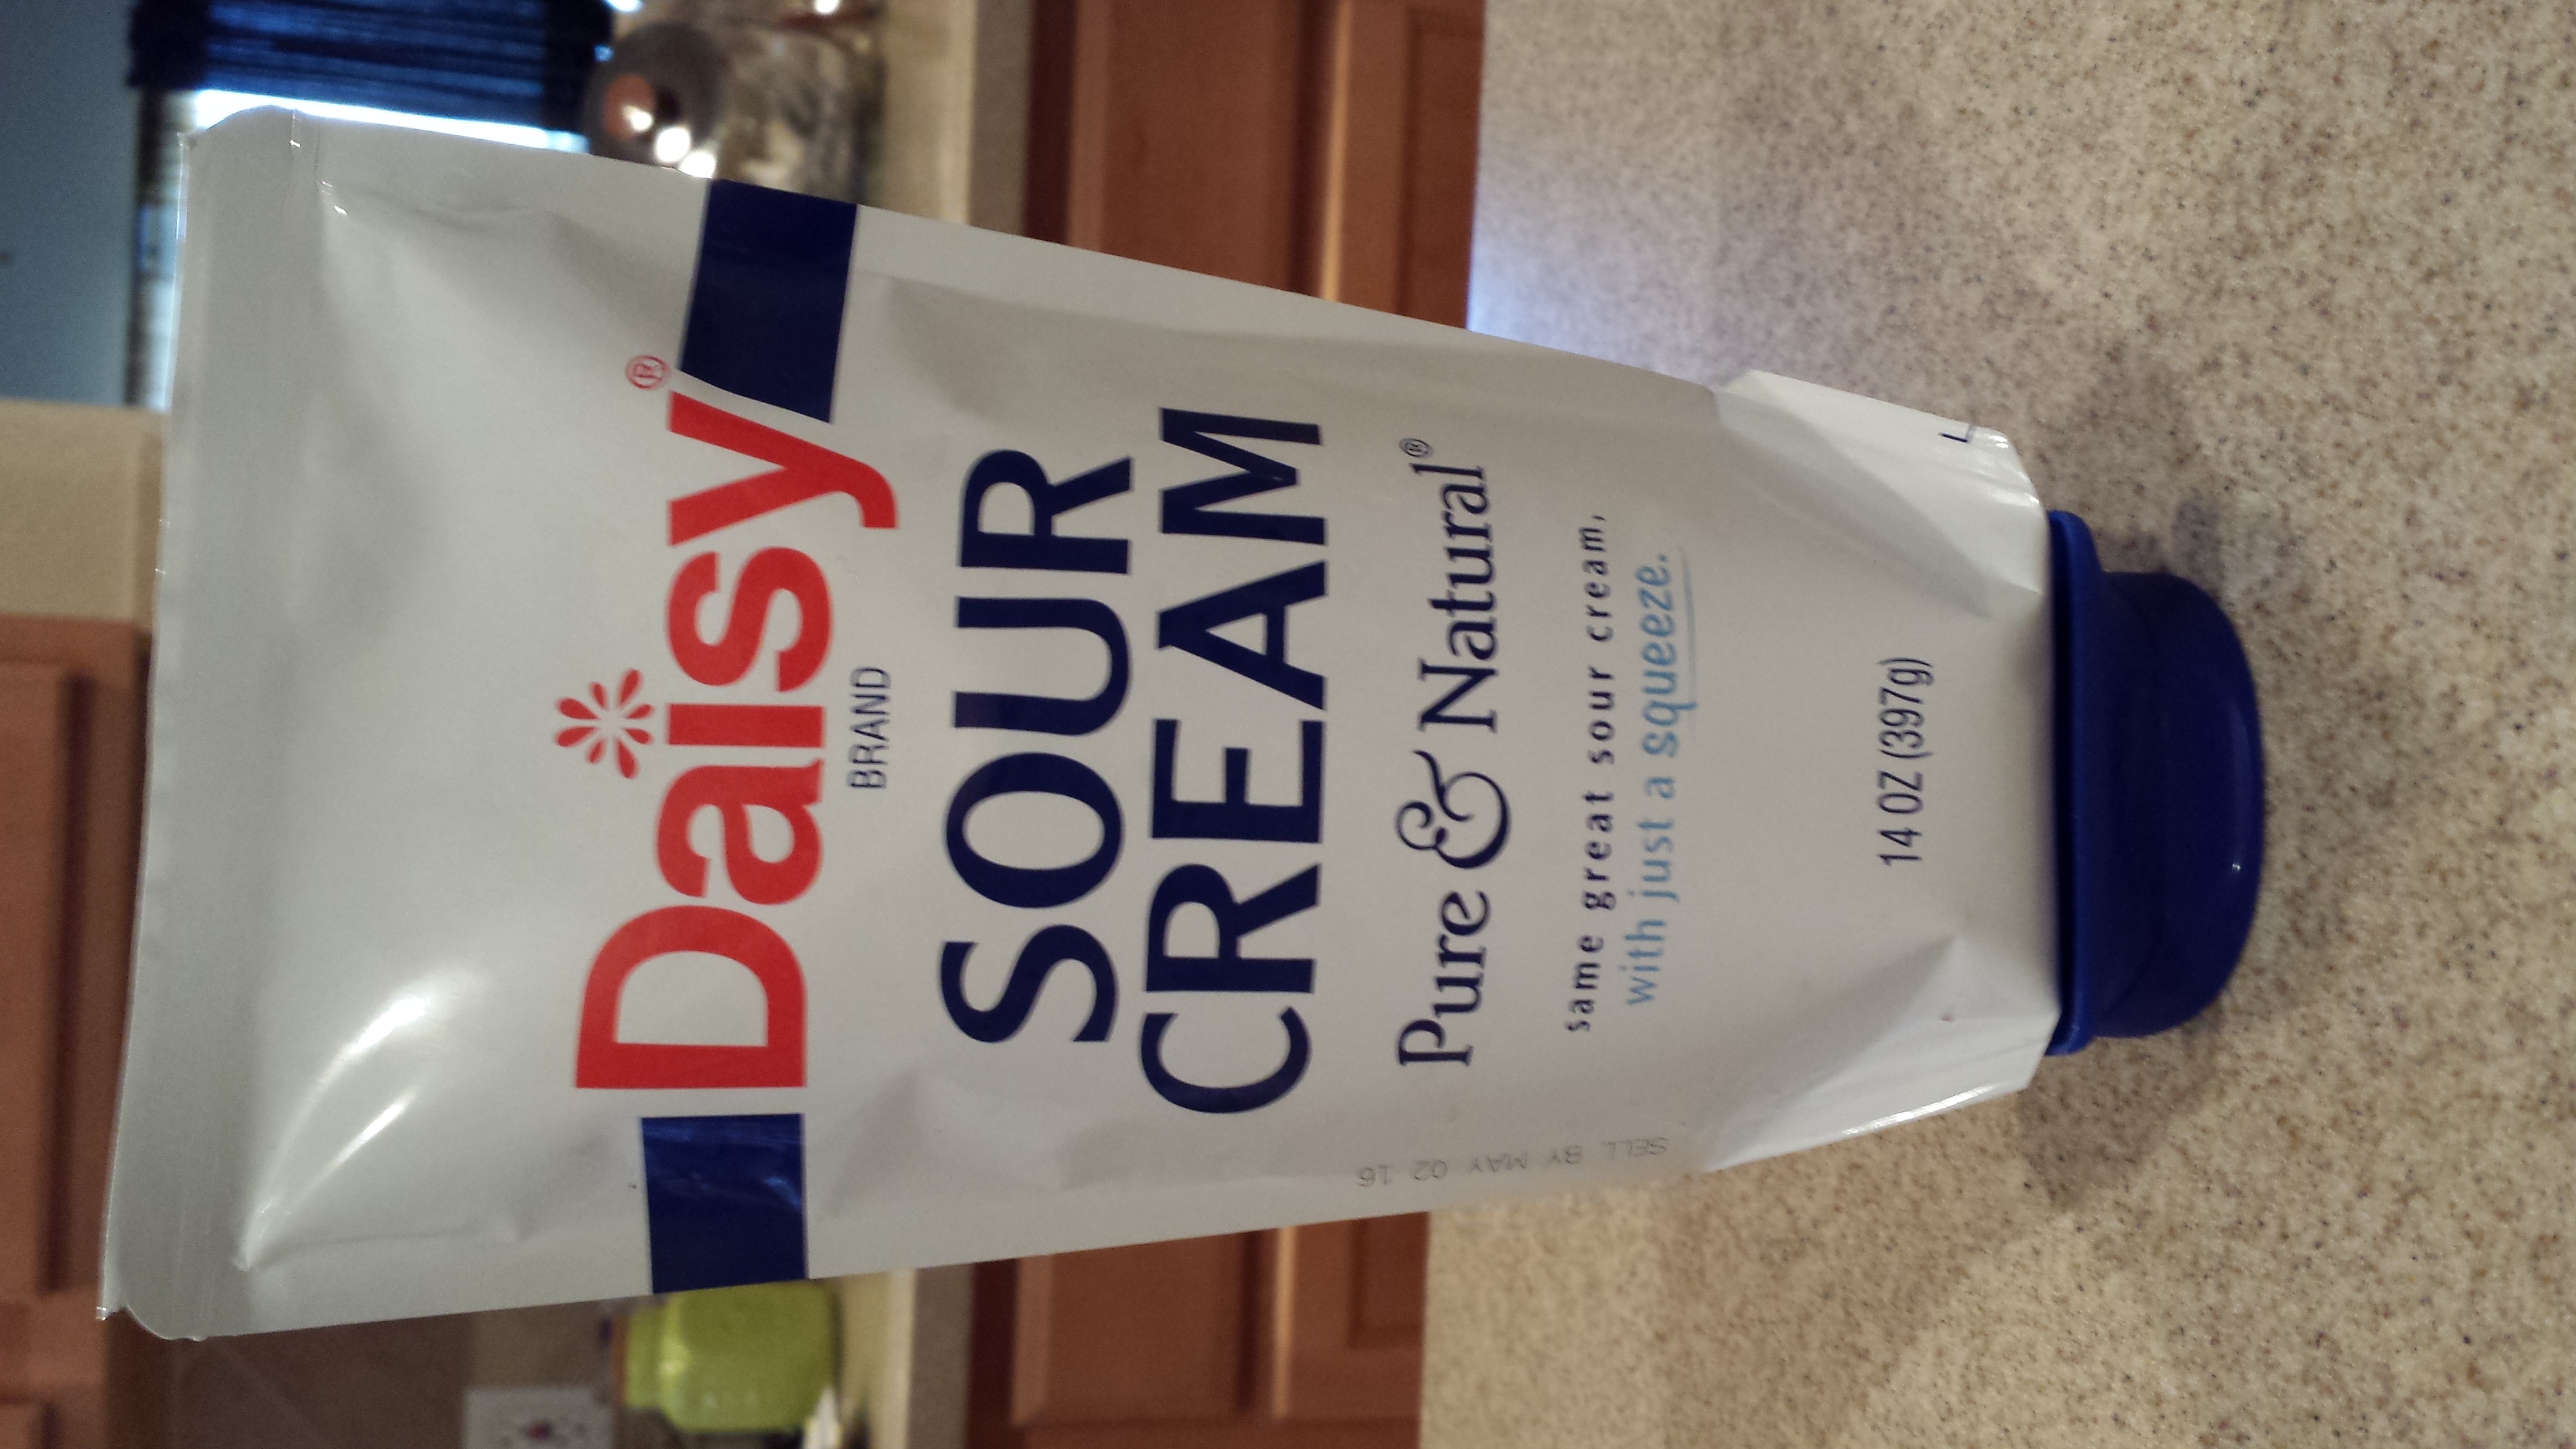 Daisy®
BRAND
SOUR
CREAM
Pure & Natural®
same great sour cream,
with just a squeeze.
14 OZ (397g)
SELL BY MAY 02 16